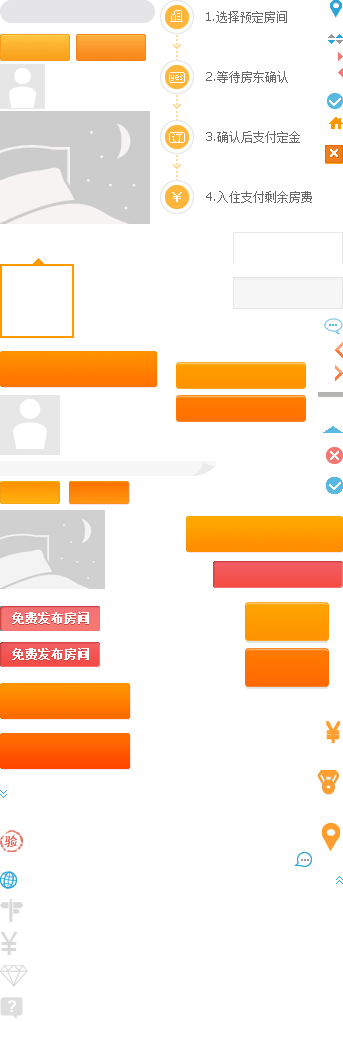 1.选择预定房间
yes
2.等待房东确认
3.确认后支付定金
¥
4.入住支付剩余房费
免费发布房间
免费发布房间
¥
验
¥
?